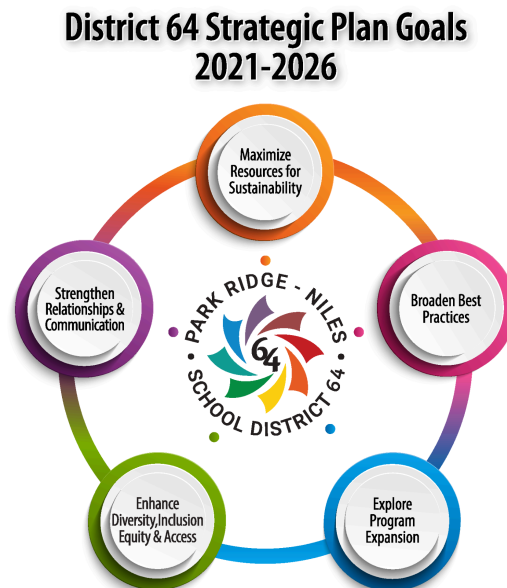 District 64 Strategic Plan Goals
2021-2026
Maximize
Resources for
Sustainability
Strengthen
Relationships &
Communication
Broaden Best
Practices
PARK RIDGE - NILES
64
• SCHOOL DISTRICT 64 •
Enhance
Diversity,Inclusion
Equity & Access
Explore
Program
Expansion